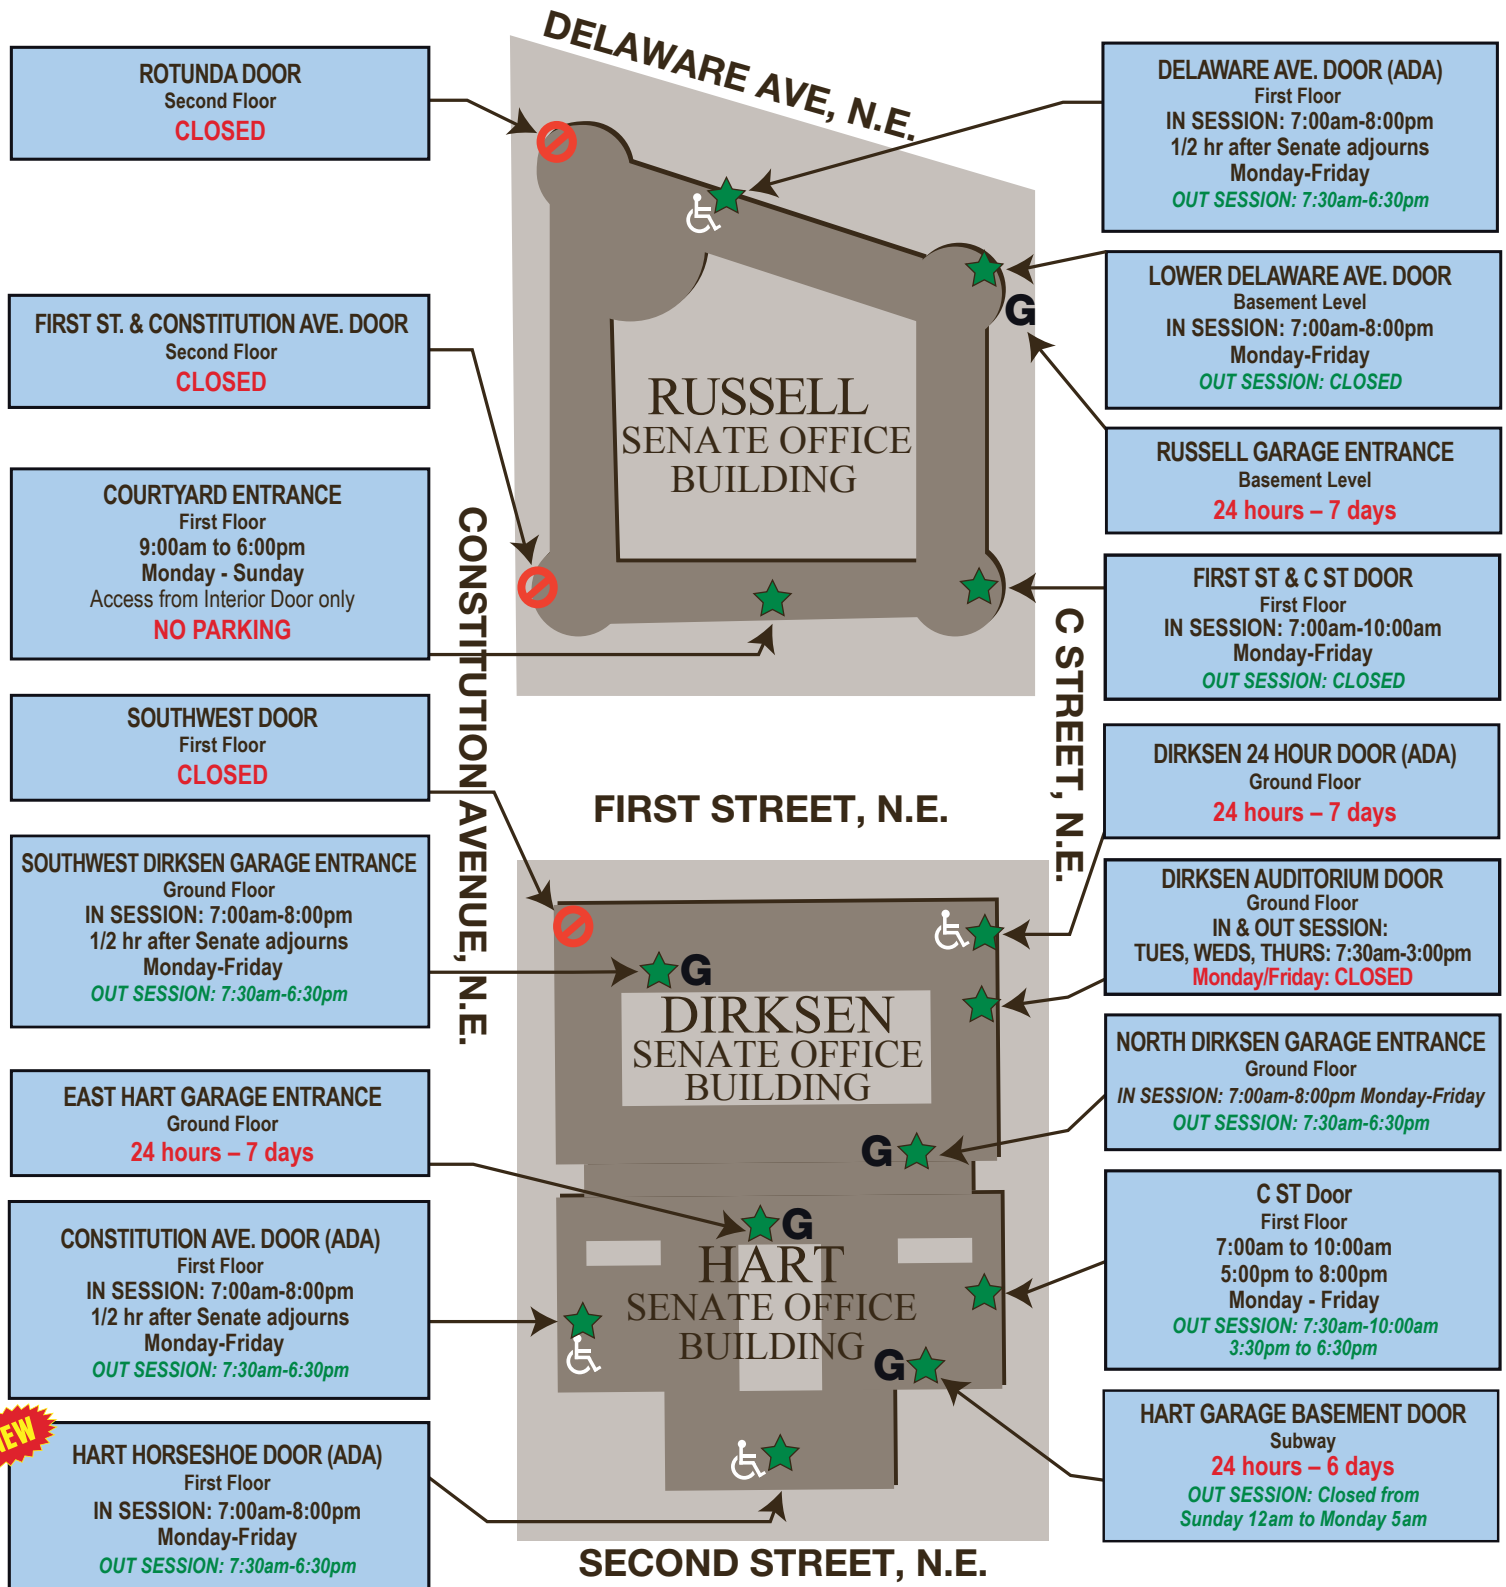 DELAWARE AVE, N.E.
ROTUNDA DOOR
Second Floor
CLOSED
FIRST ST. & CONSTITUTION AVE. DOOR
Second Floor
CLOSED
COURTYARD ENTRANCE
First Floor
9:00am to 6:00pm
Monday - Sunday
Access from Interior Door only
NO PARKING
SOUTHWEST DOOR
First Floor
CLOSED
SOUTHWEST DIRKSEN GARAGE ENTRANCE
Ground Floor
IN SESSION: 7:00am-8:00pm
1/2 hr after Senate adjourns
Monday-Friday
OUT SESSION: 7:30am-6:30pm
EAST HART GARAGE ENTRANCE
Ground Floor
24 hours – 7 days
CONSTITUTION AVE. DOOR (ADA)
First Floor
IN SESSION: 7:00am-8:00pm
1/2 hr after Senate adjourns
Monday-Friday
OUT SESSION: 7:30am-6:30pm
NEW
HART HORSESHOE DOOR (ADA)
First Floor
IN SESSION: 7:00am-8:00pm
Monday-Friday
OUT SESSION: 7:30am-6:30pm
CONSTITUTION AVENUE, N.E.
G
RUSSELL
SENATE OFFICE
BUILDING
FIRST STREET, N.E.
G
DIRKSEN
SENATE OFFICE
BUILDING
G
G
HART
SENATE OFFICE
BUILDING
G
SECOND STREET, N.E.
C STREET, N.E.
DELAWARE AVE. DOOR (ADA)
First Floor
IN SESSION: 7:00am-8:00pm
1/2 hr after Senate adjourns
Monday-Friday
OUT SESSION: 7:30am-6:30pm
LOWER DELAWARE AVE. DOOR
Basement Level
IN SESSION: 7:00am-8:00pm
Monday-Friday
OUT SESSION: CLOSED
RUSSELL GARAGE ENTRANCE
Basement Level
24 hours – 7 days
FIRST ST & C ST DOOR
First Floor
IN SESSION: 7:00am-10:00am
Monday-Friday
OUT SESSION: CLOSED
DIRKSEN 24 HOUR DOOR (ADA)
Ground Floor
24 hours – 7 days
DIRKSEN AUDITORIUM DOOR
Ground Floor
IN & OUT SESSION:
TUES, WEDS, THURS: 7:30am-3:00pm
Monday/Friday: CLOSED
NORTH DIRKSEN GARAGE ENTRANCE
Ground Floor
IN SESSION: 7:00am-8:00pm Monday-Friday
OUT SESSION: 7:30am-6:30pm
C ST Door
First Floor
7:00am to 10:00am
5:00pm to 8:00pm
Monday - Friday
OUT SESSION: 7:30am-10:00am
3:30pm to 6:30pm
HART GARAGE BASEMENT DOOR
Subway
24 hours – 6 days
OUT SESSION: Closed from
Sunday 12am to Monday 5am